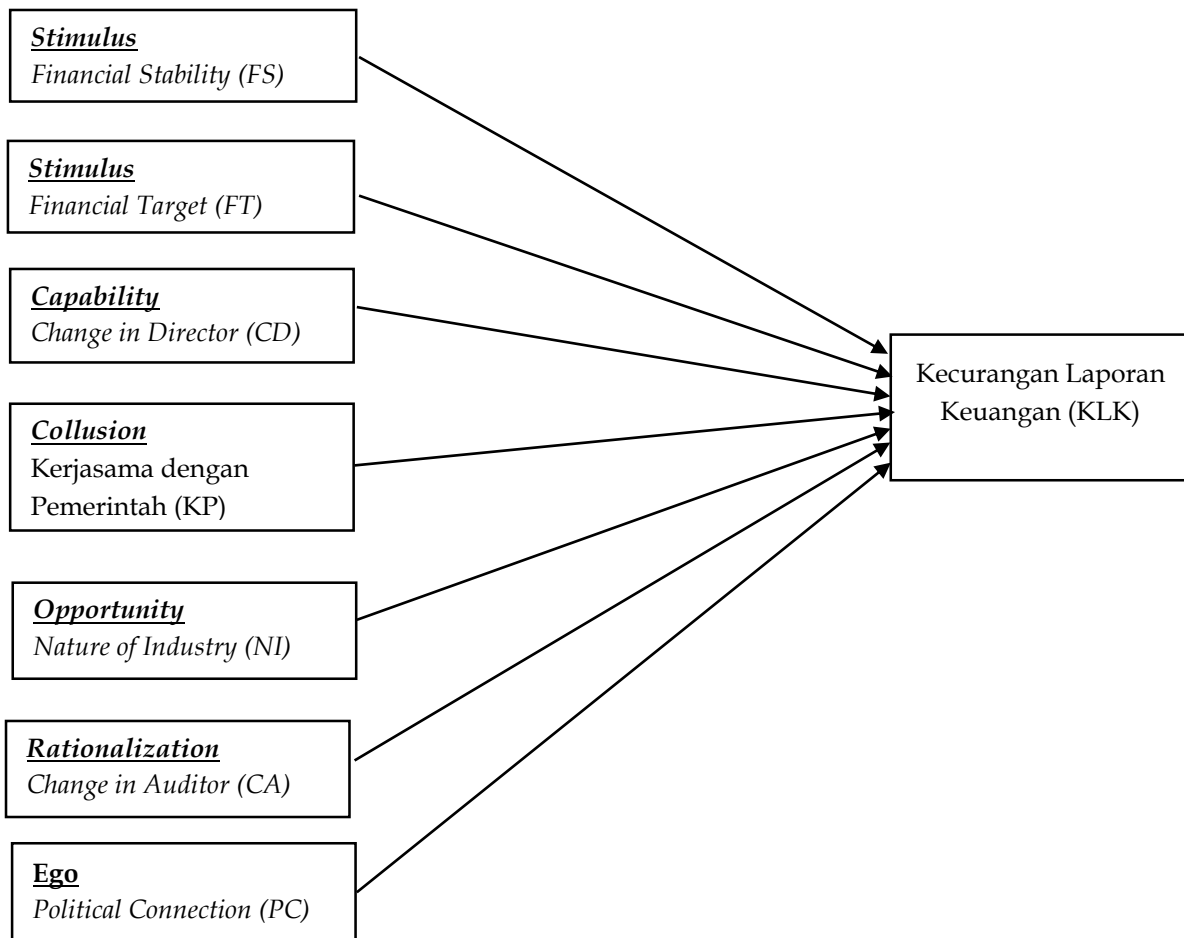 Stimulus
Financial Stability (FS)
Stimulus
Financial Target (FT)
Capability
Change in Director (CD)
Collusion
Kerjasama dengan
Pemerintah (KP)
Opportunity
Nature of Industry (NI)
Rationalization
Change in Auditor (CA)
Ego
Political Connection (PC)
Kecurangan Laporan
Keuangan (KLK)